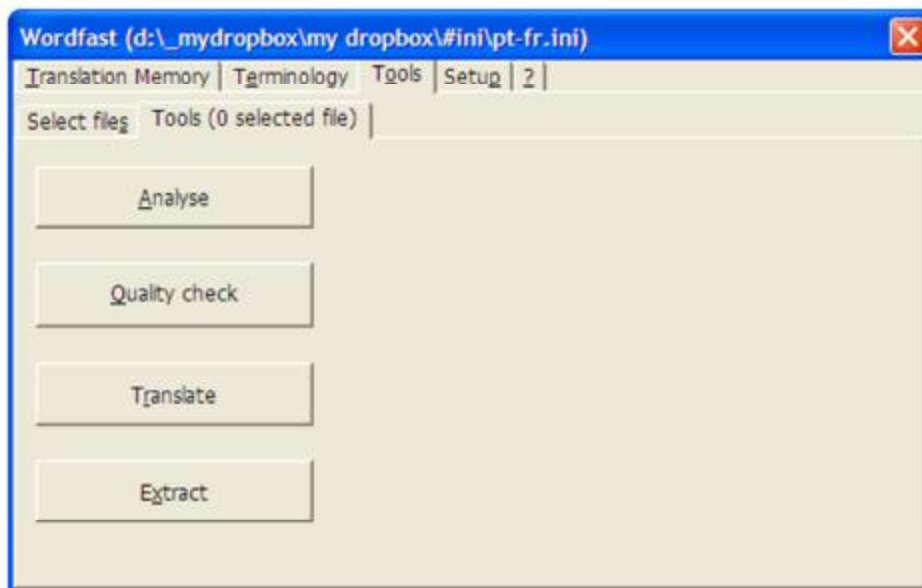 Wordfast (d:\_mydropbox\my dropbox\#ini\pt-fr.ini)
Translation Memory Terminology Tools Setup ?
Select files Tools (0 selected file)
Analyse
Quality check
Translate
Extract